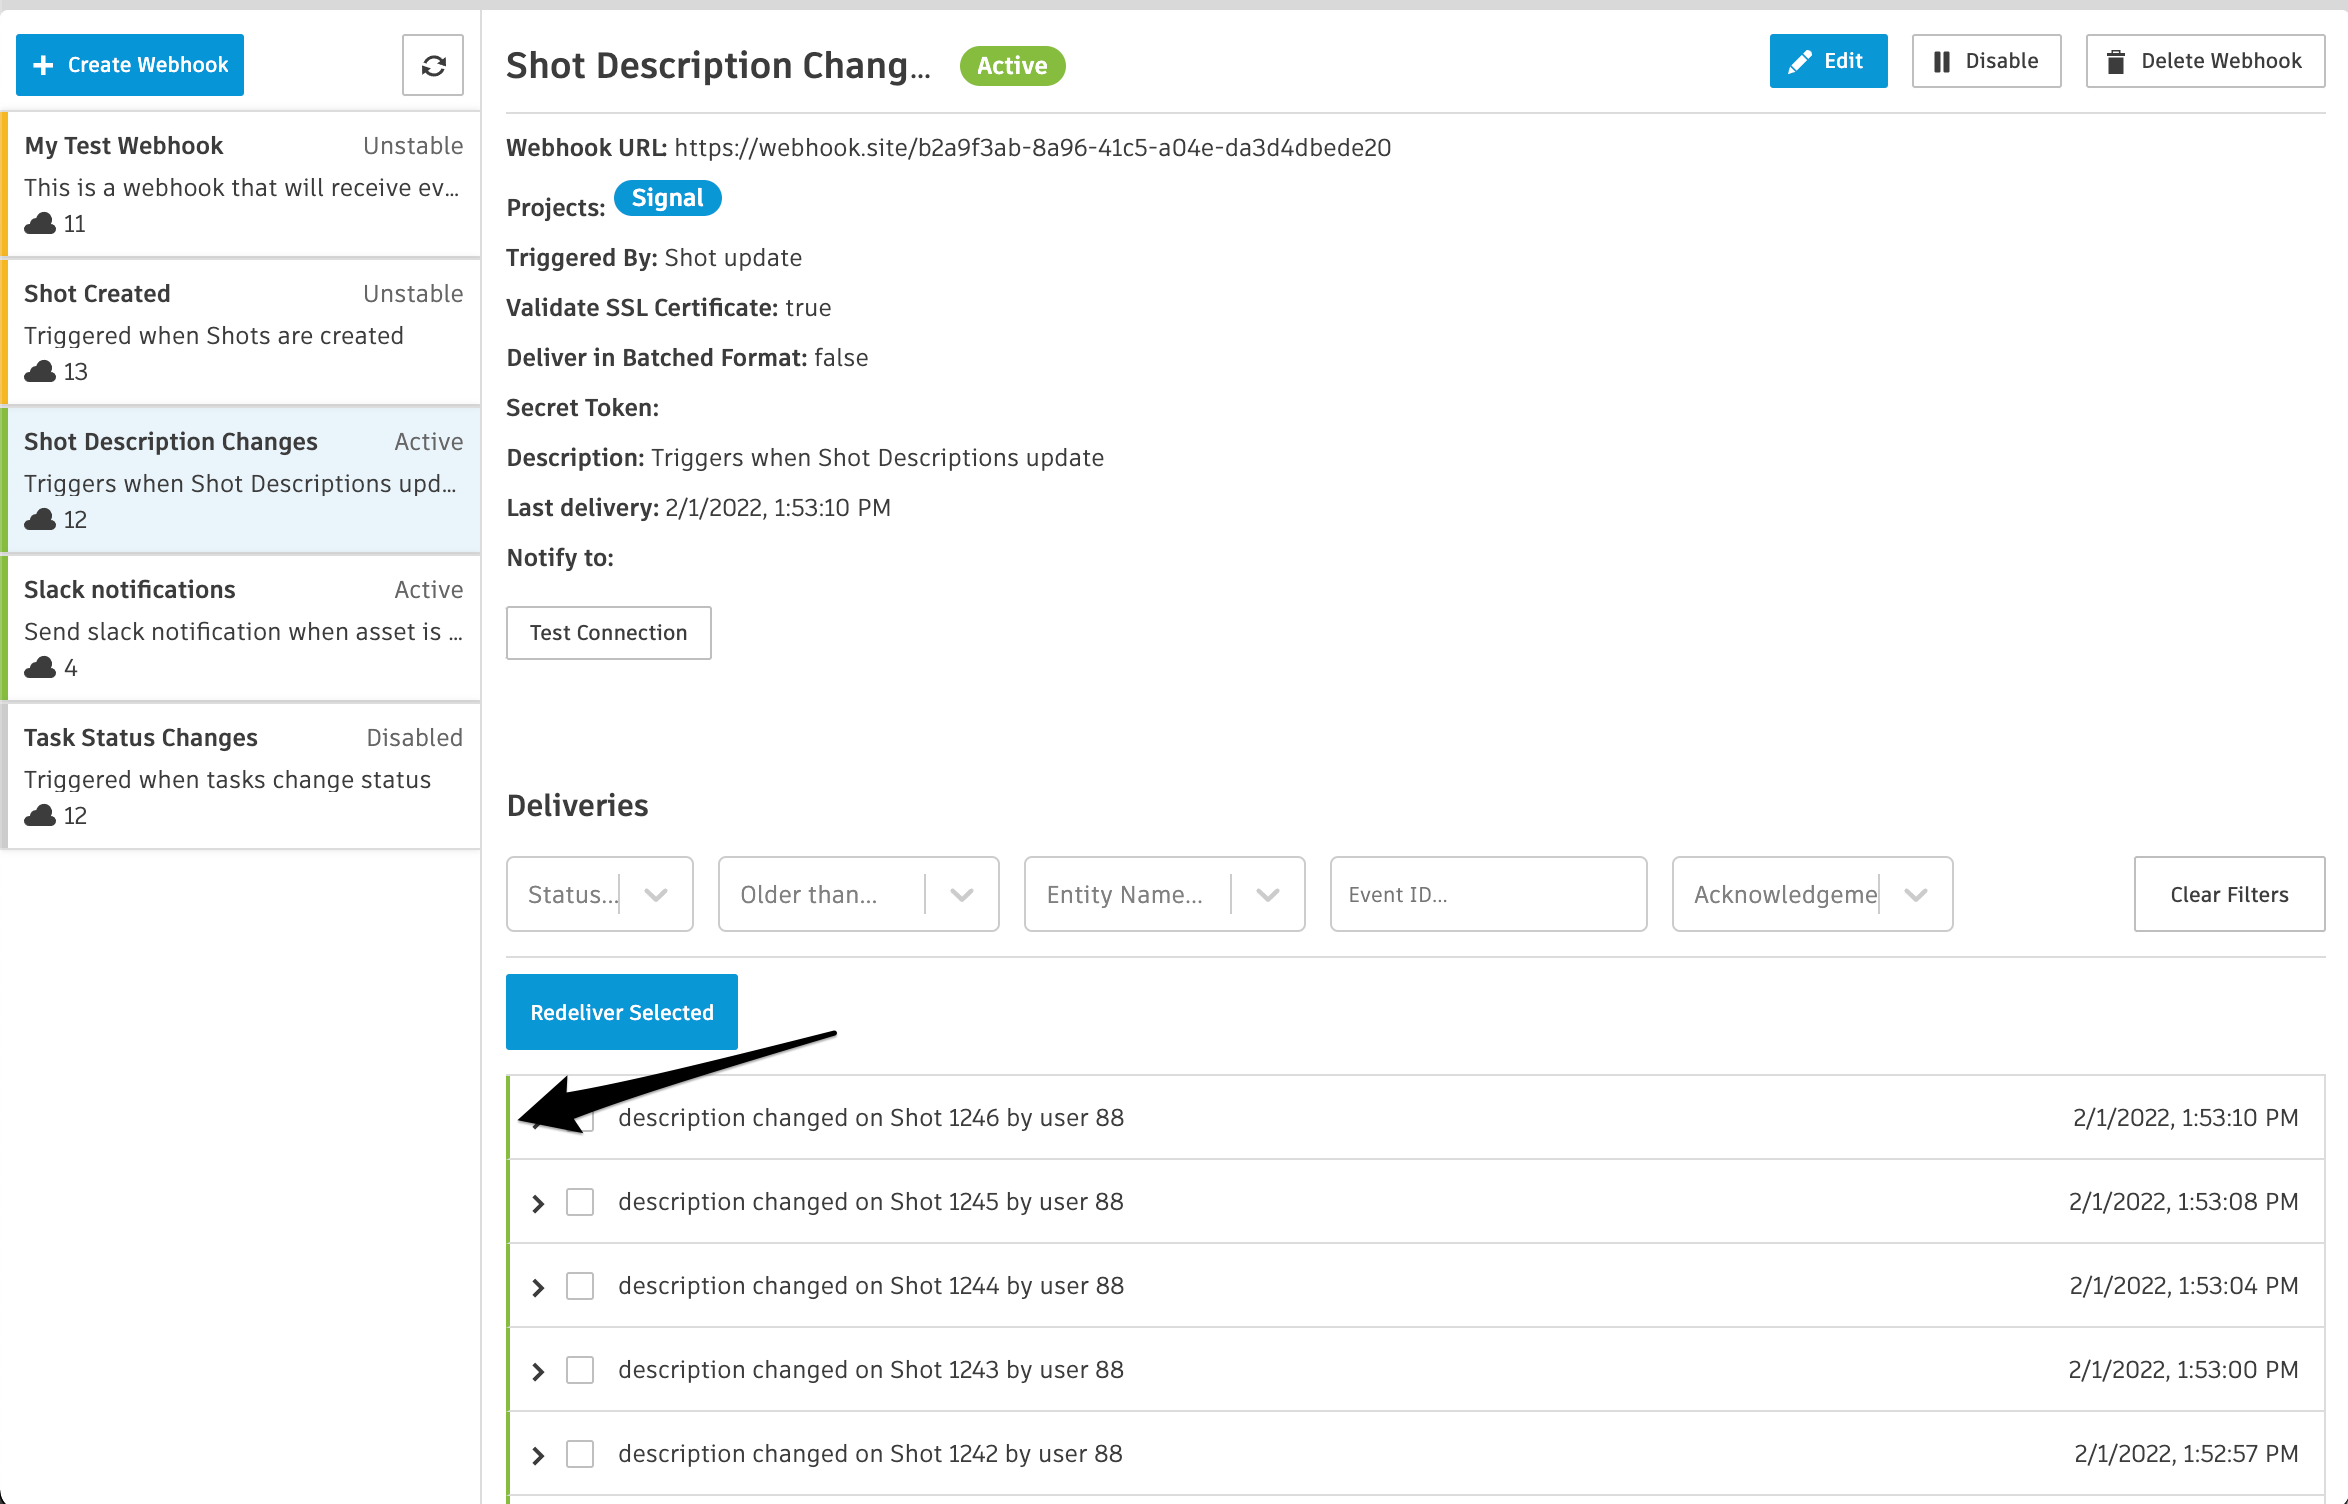 Create Webhook
My Test Webhook Unstable
This is a webhook that will receive ev...
11
Shot Created Unstable
Triggered when Shots are created
13
Shot Description Changes Active
Triggers when Shot Descriptions upd...
12
Slack notifications Active
Send slack notification when asset is ...
4
Task Status Changes Disabled
Triggered when tasks change status
12
Shot Description Chang... Active Edit Disable Delete Webhook
Webhook URL: https://webhook.site/b2a9f3ab-8a96-41c5-a04e-da3d4dbede20
Projects: Signal
Triggered By: Shot update
Validate SSL Certificate: true
Deliver in Batched Format: false
Secret Token:
Description: Triggers when Shot Descriptions update
Last delivery: 2/1/2022, 1:53:10 PM
Notify to:
Test Connection
Deliveries
Status... Older than... Entity Name... Event ID... Acknowledgeme Clear Filters
Redeliver Selected
description changed on Shot 1246 by user 88 2/1/2022, 1:53:10 PM
description changed on Shot 1245 by user 88 2/1/2022, 1:53:08 PM
description changed on Shot 1244 by user 88 2/1/2022, 1:53:04 PM
description changed on Shot 1243 by user 88 2/1/2022, 1:53:00 PM
description changed on Shot 1242 by user 88 2/1/2022, 1:52:57 PM